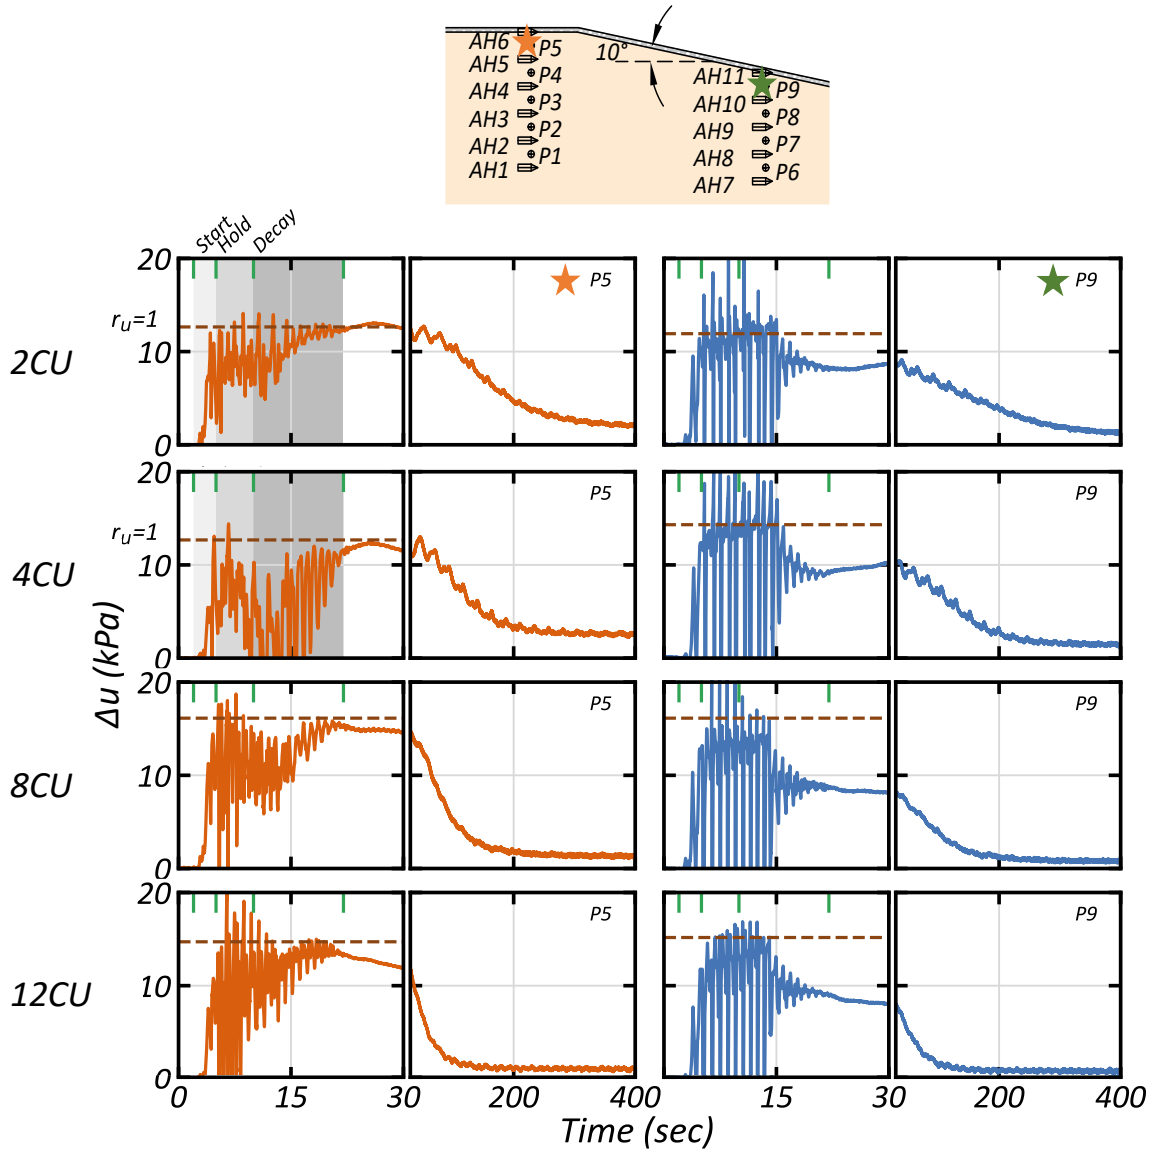 AH6 P5
AH5 P4
AH4 P3
AH3 P2
AH2 P1
AH1
10°
AH11 P9
AH10 P8
AH9 P7
AH8 P6
AH7
Start
Hold
Decay
2CU
20
10
0
r_u=1
P5
P9
4CU
20
10
0
r_u=1
P5
P9
8CU
20
10
0
P5
P9
12CU
20
10
0
P5
P9
Δu (kPa)
0 15 30 200 400 15 30 200 400
Time (sec)